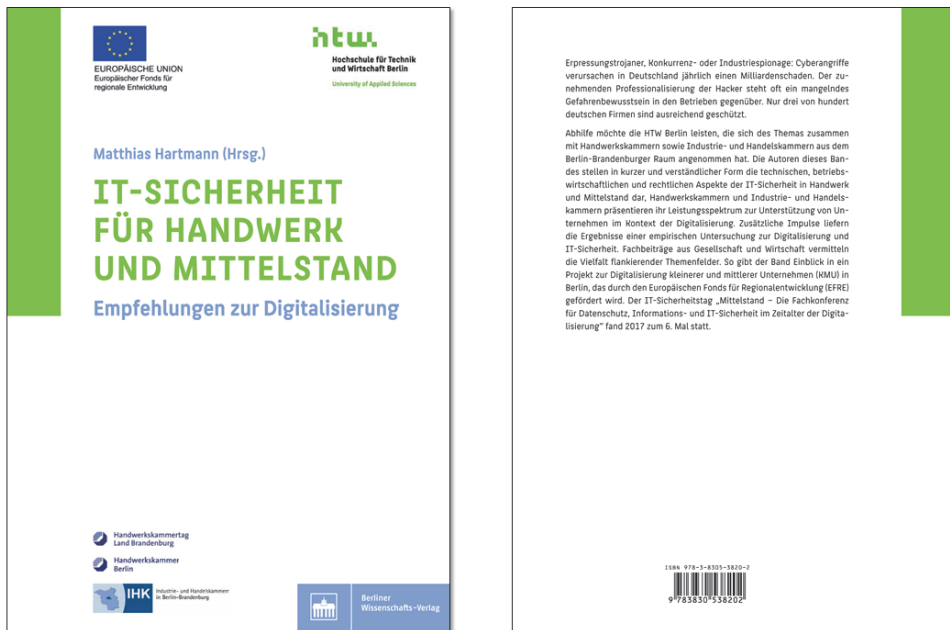 EUROPÄISCHE UNION
Europäischer Fonds für
regionale Entwicklung
htw.
Hochschule für Technik
und Wirtschaft Berlin
University of Applied Sciences
Matthias Hartmann (Hrsg.)
IT-SICHERHEIT
FÜR HANDWERK
UND MITTELSTAND
Empfehlungen zur Digitalisierung
Handwerkskammertag
Land Brandenburg
Handwerkskammer
Berlin
IHK
Industrie- und Handelskammern
in Berlin-Brandenburg
Berliner
Wissenschafts-Verlag
Erpressungstrojaner, Konkurrenz- oder Industriespionage: Cyberangriffe
verursachen in Deutschland jährlich einen Milliardenschaden. Der zu-
nehmenden Professionalisierung der Hacker steht oft ein mangelndes
Gefahrenbewusstsein in den Betrieben gegenüber. Nur drei von hundert
deutschen Firmen sind ausreichend geschützt.
Abhilfe möchte die HTW Berlin leisten, die sich des Themas zusammen
mit Handwerkskammern sowie Industrie- und Handelskammern aus dem
Berlin-Brandenburger Raum angenommen hat. Die Autoren dieses Ban-
des stellen in kurzer und verständlicher Form die technischen, betriebs-
wirtschaftlichen und rechtlichen Aspekte der IT-Sicherheit in Handwerk
und Mittelstand dar, Handwerkskammern und Industrie- und Handels-
kammern präsentieren ihr Leistungsspektrum zur Unterstützung von Un-
ternehmen im Kontext der Digitalisierung. Zusätzliche Impulse liefern
die Ergebnisse einer empirischen Untersuchung zur Digitalisierung und
IT-Sicherheit. Fachbeiträge aus Gesellschaft und Wirtschaft vermitteln
die Vielfalt flankierender Themenfelder. So gibt der Band Einblick in ein
Projekt zur Digitalisierung kleinerer und mittlerer Unternehmen (KMU) in
Berlin, das durch den Europäischen Fonds für Regionalentwicklung (EFRE)
gefördert wird. Der IT-Sicherheitstag „Mittelstand – Die Fachkonferenz
für Datenschutz, Informations- und IT-Sicherheit im Zeitalter der Digita-
lisierung" fand 2017 zum 6. Mal statt.
ISBN 978-3-8305-3820-2
9 783830 538202